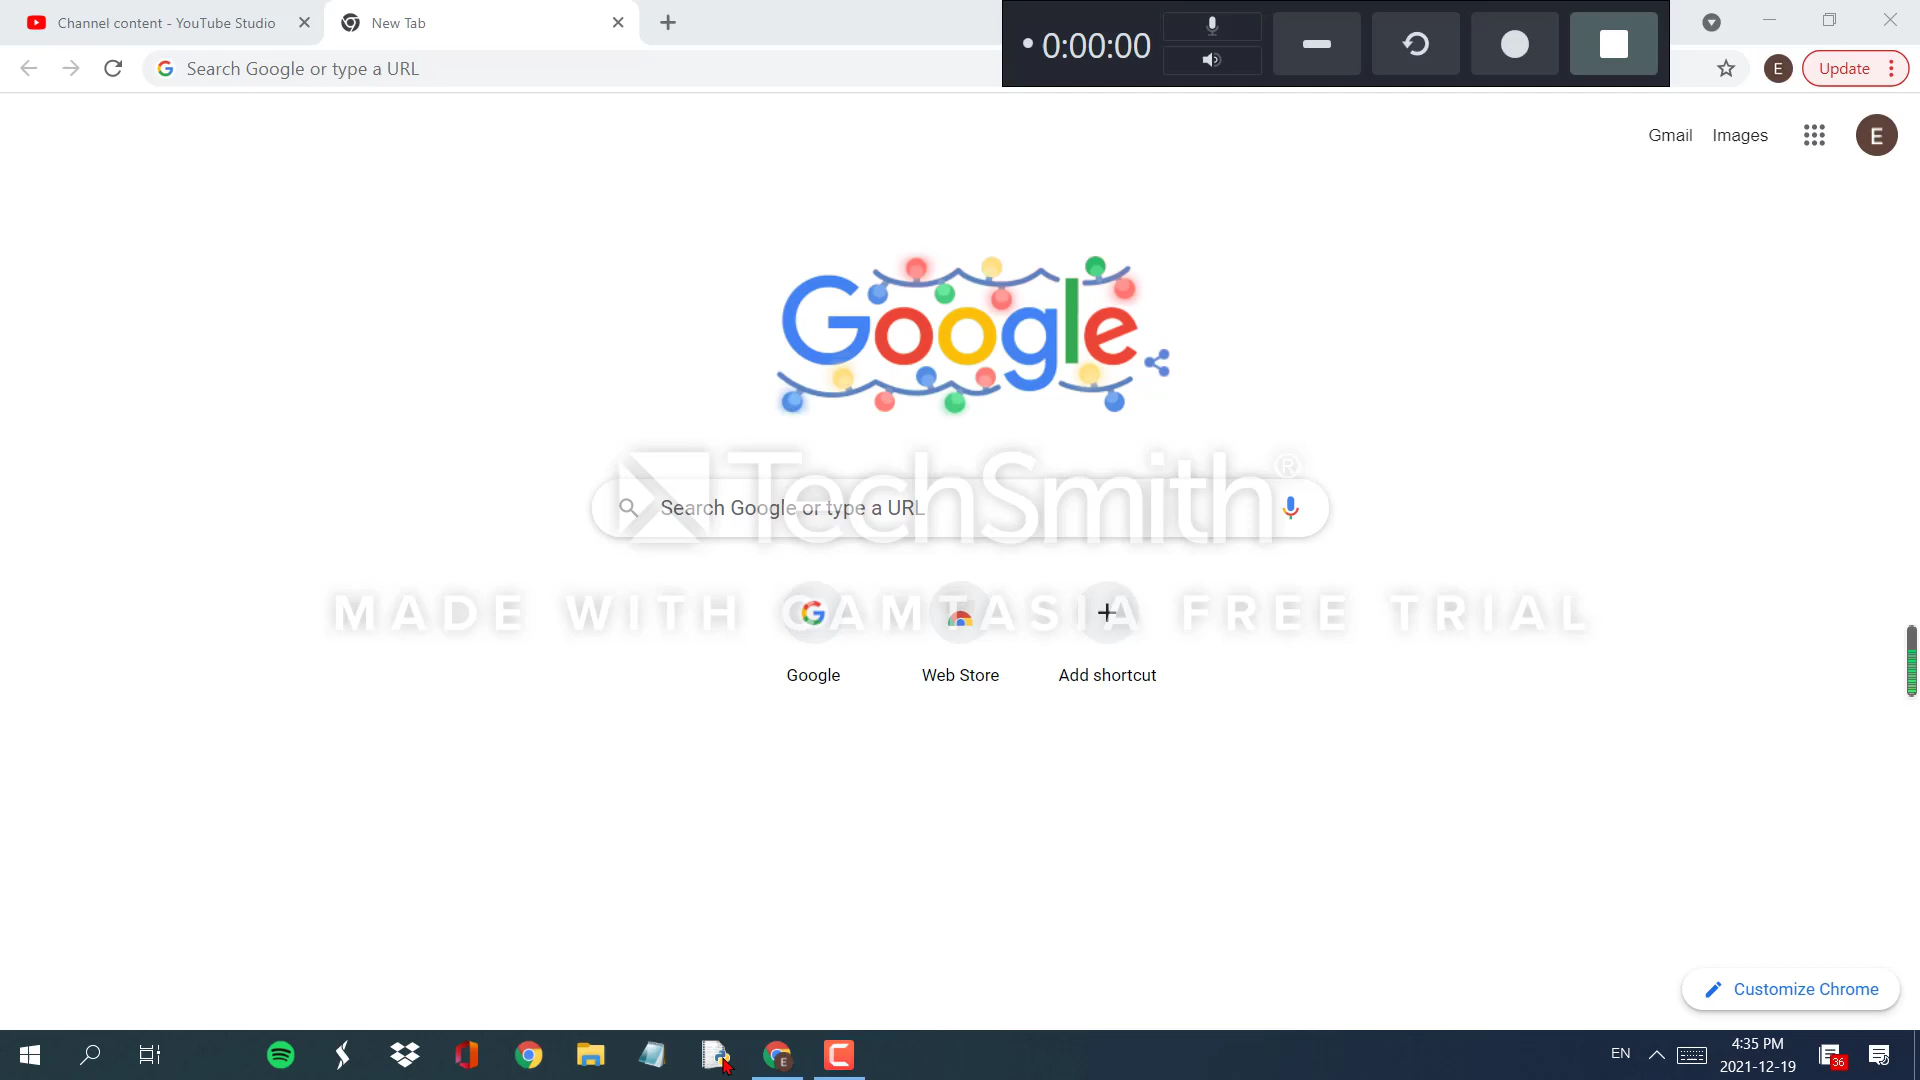 Channel content - YouTube Studio
New Tab
0:00:00
Search Google or type a URL
E
Update
Gmail
Images
E
Google
TechSmith®
Search Google or type a URL
MADE WITH CAMTASIA FREE TRIAL
Google
Web Store
Add shortcut
Customize Chrome
E
EN
4:35 PM
2021-12-19
36